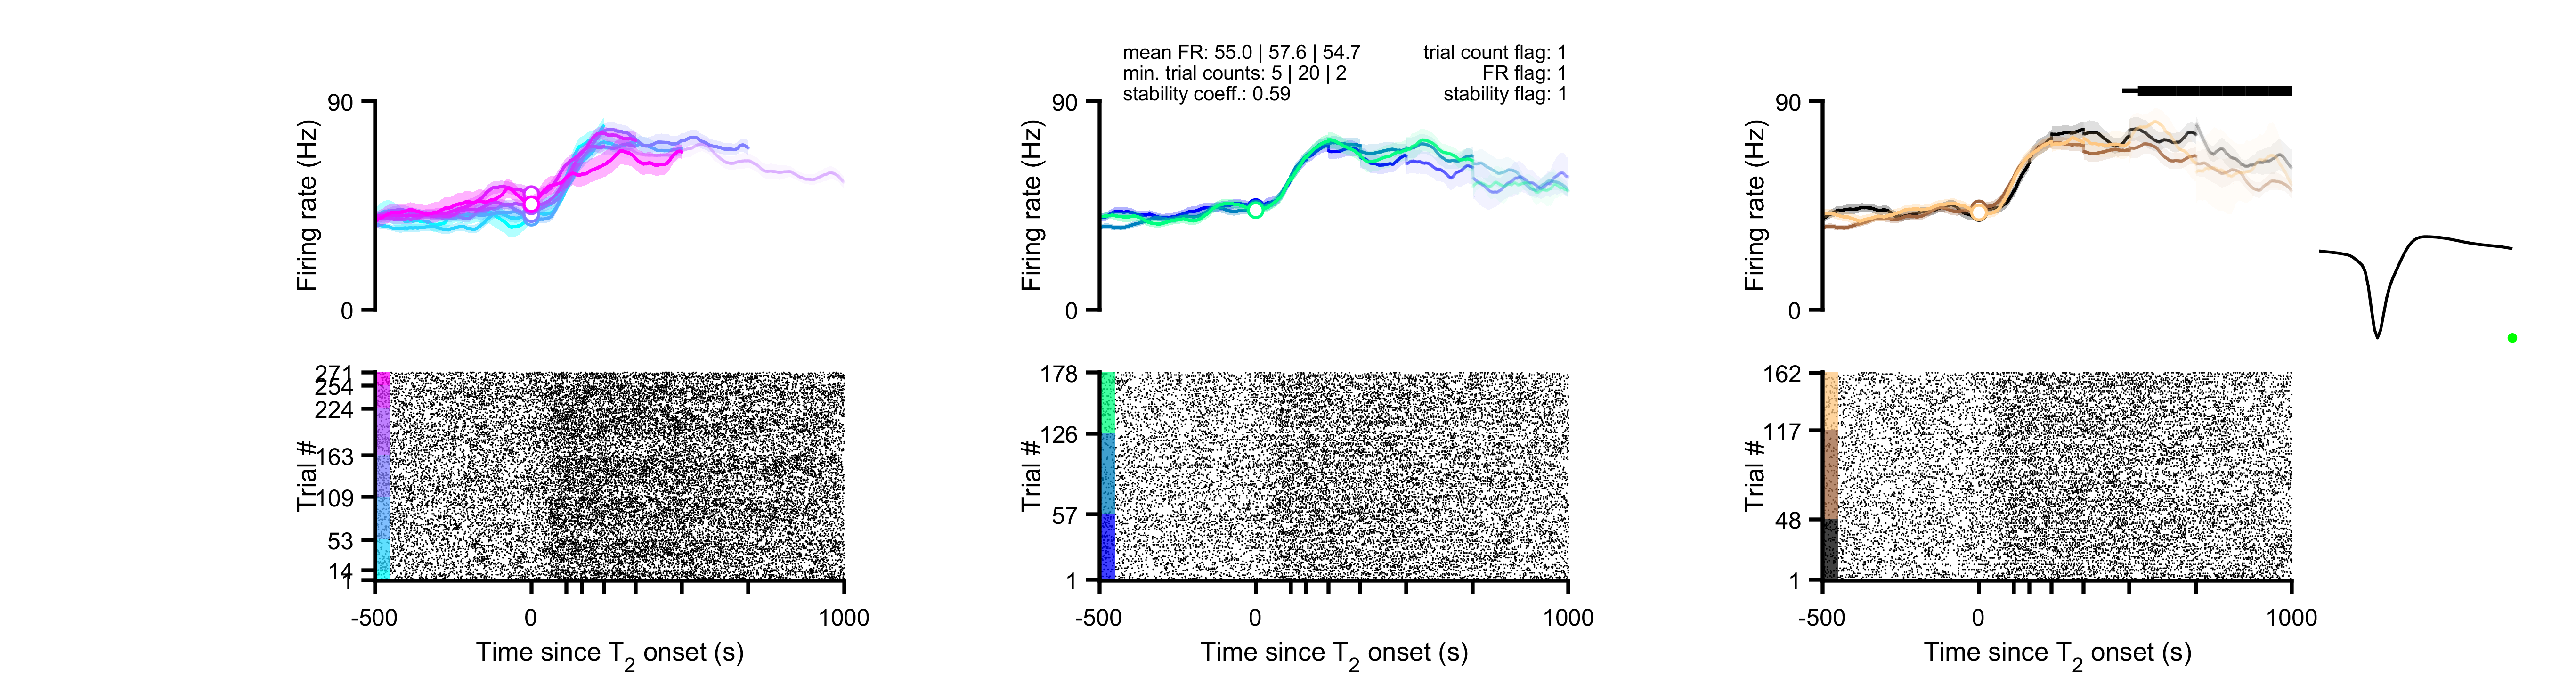 mean FR: 55.0 | 57.6 | 54.7
min. trial counts: 5 | 20 | 2
stability coeff.: 0.59
trial count flag: 1
FR flag: 1
stability flag: 1
90
Firing rate (Hz)
0
90
Firing rate (Hz)
0
90
Firing rate (Hz)
0
271
254
224
163
109
53
14
1
Trial #
-500
0
1000
Time since T2 onset (s)
178
126
57
1
Trial #
-500
0
1000
Time since T2 onset (s)
162
117
48
1
Trial #
-500
0
1000
Time since T2 onset (s)